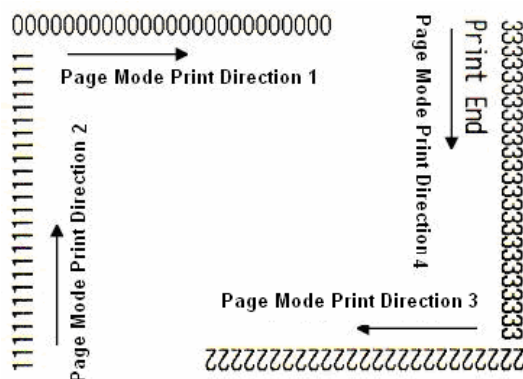 0000000000000000000000000
Page Mode Print Direction 1
1111111111111111111111111
Page Mode Print Direction 2
Page Mode Print Direction 4
Print End
3333333333333333333333333
Page Mode Print Direction 3
2222222222222222222222222